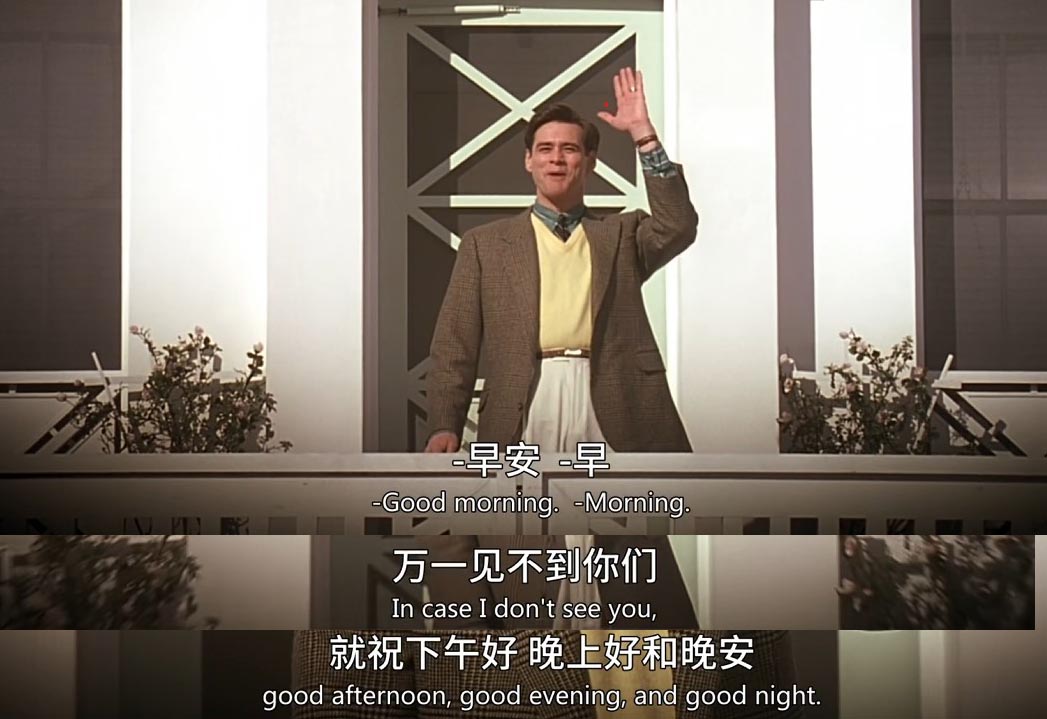 -早安 -早
-Good morning. -Morning.
万一见不到你们
In case I don't see you,
就祝下午好 晚上好和晚安
good afternoon, good evening, and good night.